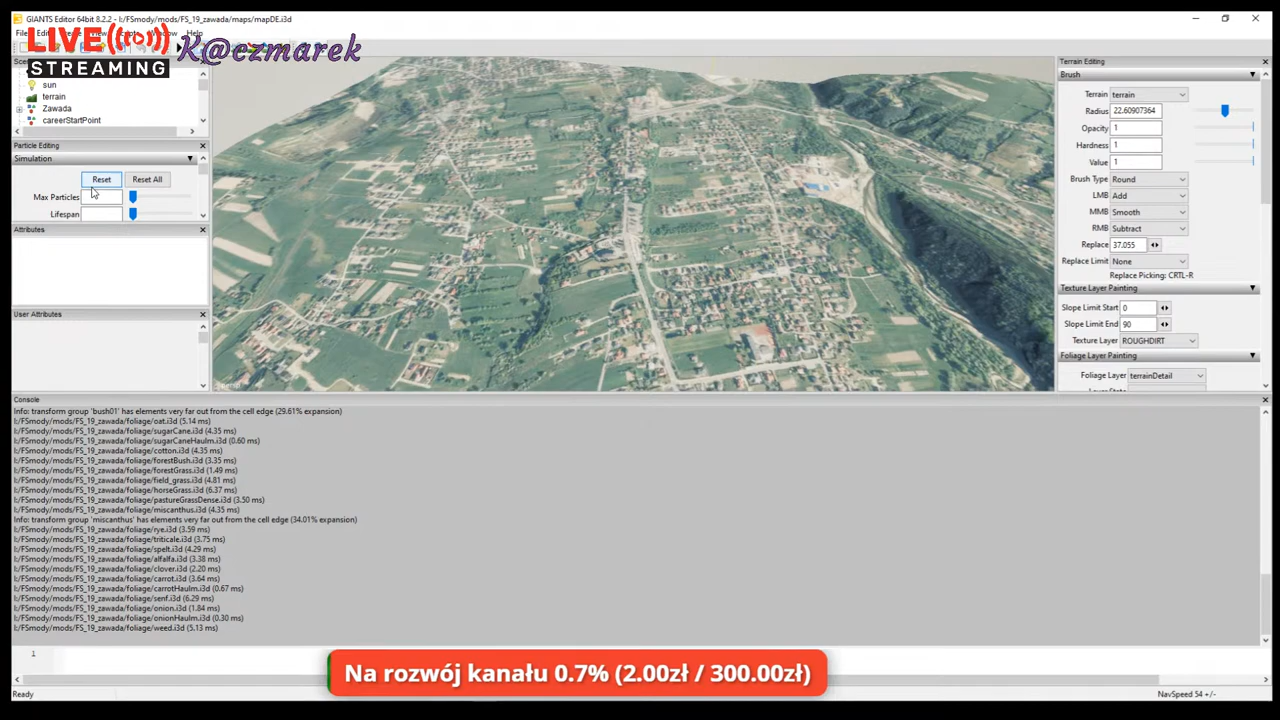 GIANTS Editor 64bit 8.2.2 - I:/FSmody/mods/FS_19_zawada/maps/mapDE.i3d
LIVE
STREAMING
K@czmarek
sun
terrain
Zawada
careerStartPoint
Particle Editing
Simulation
Reset
Reset All
Max Particles
Lifespan
Attributes
User Attributes
Terrain Editing
Brush
Terrain terrain
Radius 22.60907364
Opacity 1
Hardness 1
Value 1
Brush Type Round
LMB Add
MMB Smooth
RMB Subtract
Replace 37.055
Replace Limit None
Replace Picking: CRTL-R
Texture Layer Painting
Slope Limit Start 0
Slope Limit End 90
Texture Layer ROUGHDIRT
Foliage Layer Painting
Foliage Layer terrainDetail
Console
Info: transform group 'bush01' has elements very far out from the cell edge (29.61% expansion)
I:/FSmody/mods/FS_19_zawada/foliage/oat.i3d (5.14 ms)
I:/FSmody/mods/FS_19_zawada/foliage/sugarCane.i3d (4.35 ms)
I:/FSmody/mods/FS_19_zawada/foliage/sugarCaneHaulm.i3d (0.60 ms)
I:/FSmody/mods/FS_19_zawada/foliage/cotton.i3d (4.35 ms)
I:/FSmody/mods/FS_19_zawada/foliage/forestBush.i3d (3.35 ms)
I:/FSmody/mods/FS_19_zawada/foliage/forestGrass.i3d (1.49 ms)
I:/FSmody/mods/FS_19_zawada/foliage/field_grass.i3d (4.81 ms)
I:/FSmody/mods/FS_19_zawada/foliage/horseGrass.i3d (6.37 ms)
I:/FSmody/mods/FS_19_zawada/foliage/pastureGrassDense.i3d (3.50 ms)
I:/FSmody/mods/FS_19_zawada/foliage/miscanthus.i3d (4.35 ms)
Info: transform group 'miscanthus' has elements very far out from the cell edge (34.01% expansion)
I:/FSmody/mods/FS_19_zawada/foliage/rye.i3d (3.59 ms)
I:/FSmody/mods/FS_19_zawada/foliage/triticale.i3d (3.75 ms)
I:/FSmody/mods/FS_19_zawada/foliage/spelt.i3d (4.29 ms)
I:/FSmody/mods/FS_19_zawada/foliage/alfalfa.i3d (3.38 ms)
I:/FSmody/mods/FS_19_zawada/foliage/clover.i3d (2.20 ms)
I:/FSmody/mods/FS_19_zawada/foliage/carrot.i3d (3.64 ms)
I:/FSmody/mods/FS_19_zawada/foliage/carrotHaulm.i3d (0.67 ms)
I:/FSmody/mods/FS_19_zawada/foliage/senf.i3d (6.29 ms)
I:/FSmody/mods/FS_19_zawada/foliage/onion.i3d (1.84 ms)
I:/FSmody/mods/FS_19_zawada/foliage/onionHaulm.i3d (0.30 ms)
I:/FSmody/mods/FS_19_zawada/foliage/weed.i3d (5.13 ms)
1
Na rozwój kanału 0.7% (2.00zł / 300.00zł)
Ready
NavSpeed 54 +/-